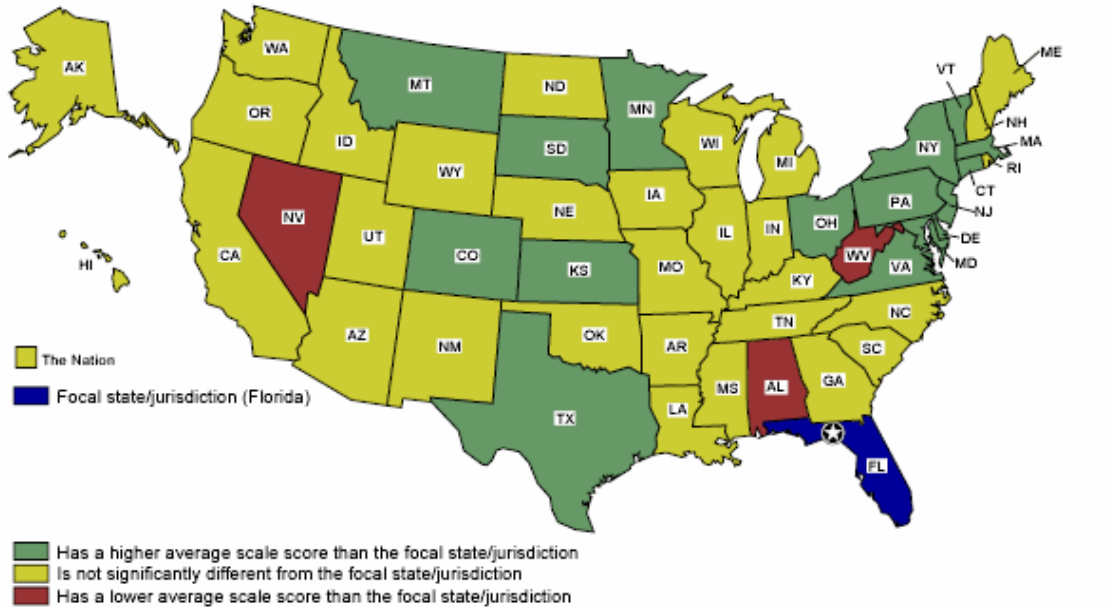 AK
WA
MT
ND
MN
VT
ME
OR
ID
SD
WI
MI
NY
NH
MA
RI
WY
IA
CT
PA
NJ
NV
NE
IL
IN
OH
DE
UT
CO
WV
MD
CA
HI
KS
MO
VA
KY
AZ
NM
OK
TN
NC
AR
SC
The Nation
MS
AL
GA
Focal state/jurisdiction (Florida)
TX
LA
FL
Has a higher average scale score than the focal state/jurisdiction
Is not significantly different from the focal state/jurisdiction
Has a lower average scale score than the focal state/jurisdiction